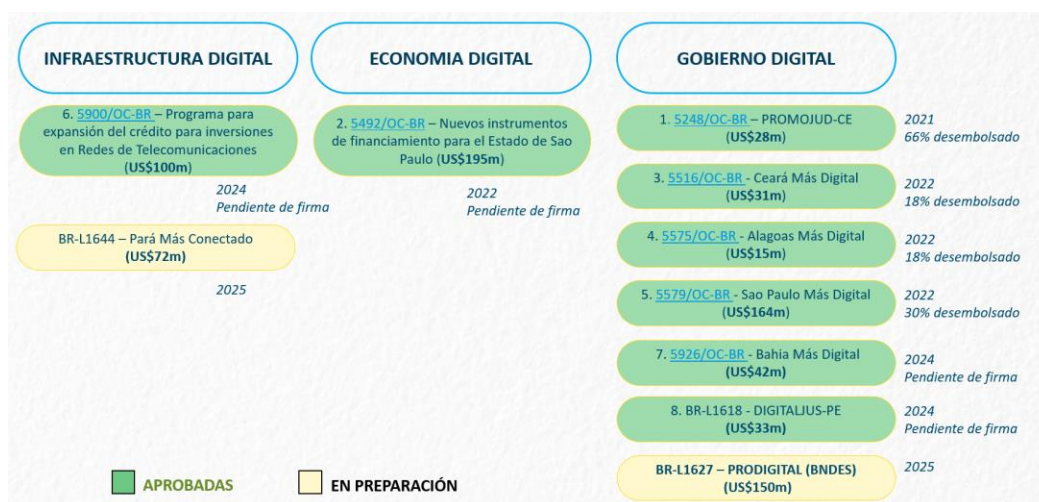 INFRAESTRUCTURA DIGITAL
6. 5900/OC-BR – Programa para
expansión del crédito para inversiones
en Redes de Telecomunicaciones
(US$100m)
2024
Pendiente de firma
BR-L1644 – Pará Más Conectado
(US$72m)
2025
ECONOMIA DIGITAL
2. 5492/OC-BR – Nuevos instrumentos
de financiamiento para el Estado de Sao
Paulo (US$195m)
2022
Pendiente de firma
GOBIERNO DIGITAL
1. 5248/OC-BR – PROMOJUD-CE
(US$28m)
2021
66% desembolsado
3. 5516/OC-BR - Ceará Más Digital
(US$31m)
2022
18% desembolsado
4. 5575/OC-BR - Alagoas Más Digital
(US$15m)
2022
18% desembolsado
5. 5579/OC-BR - Sao Paulo Más Digital
(US$164m)
2022
30% desembolsado
7. 5926/OC-BR - Bahia Más Digital
(US$42m)
2024
Pendiente de firma
8. BR-L1618 - DIGITALJUS-PE
(US$33m)
2024
Pendiente de firma
BR-L1627 – PRODIGITAL (BNDES)
(US$150m)
2025
APROBADAS
EN PREPARACIÓN